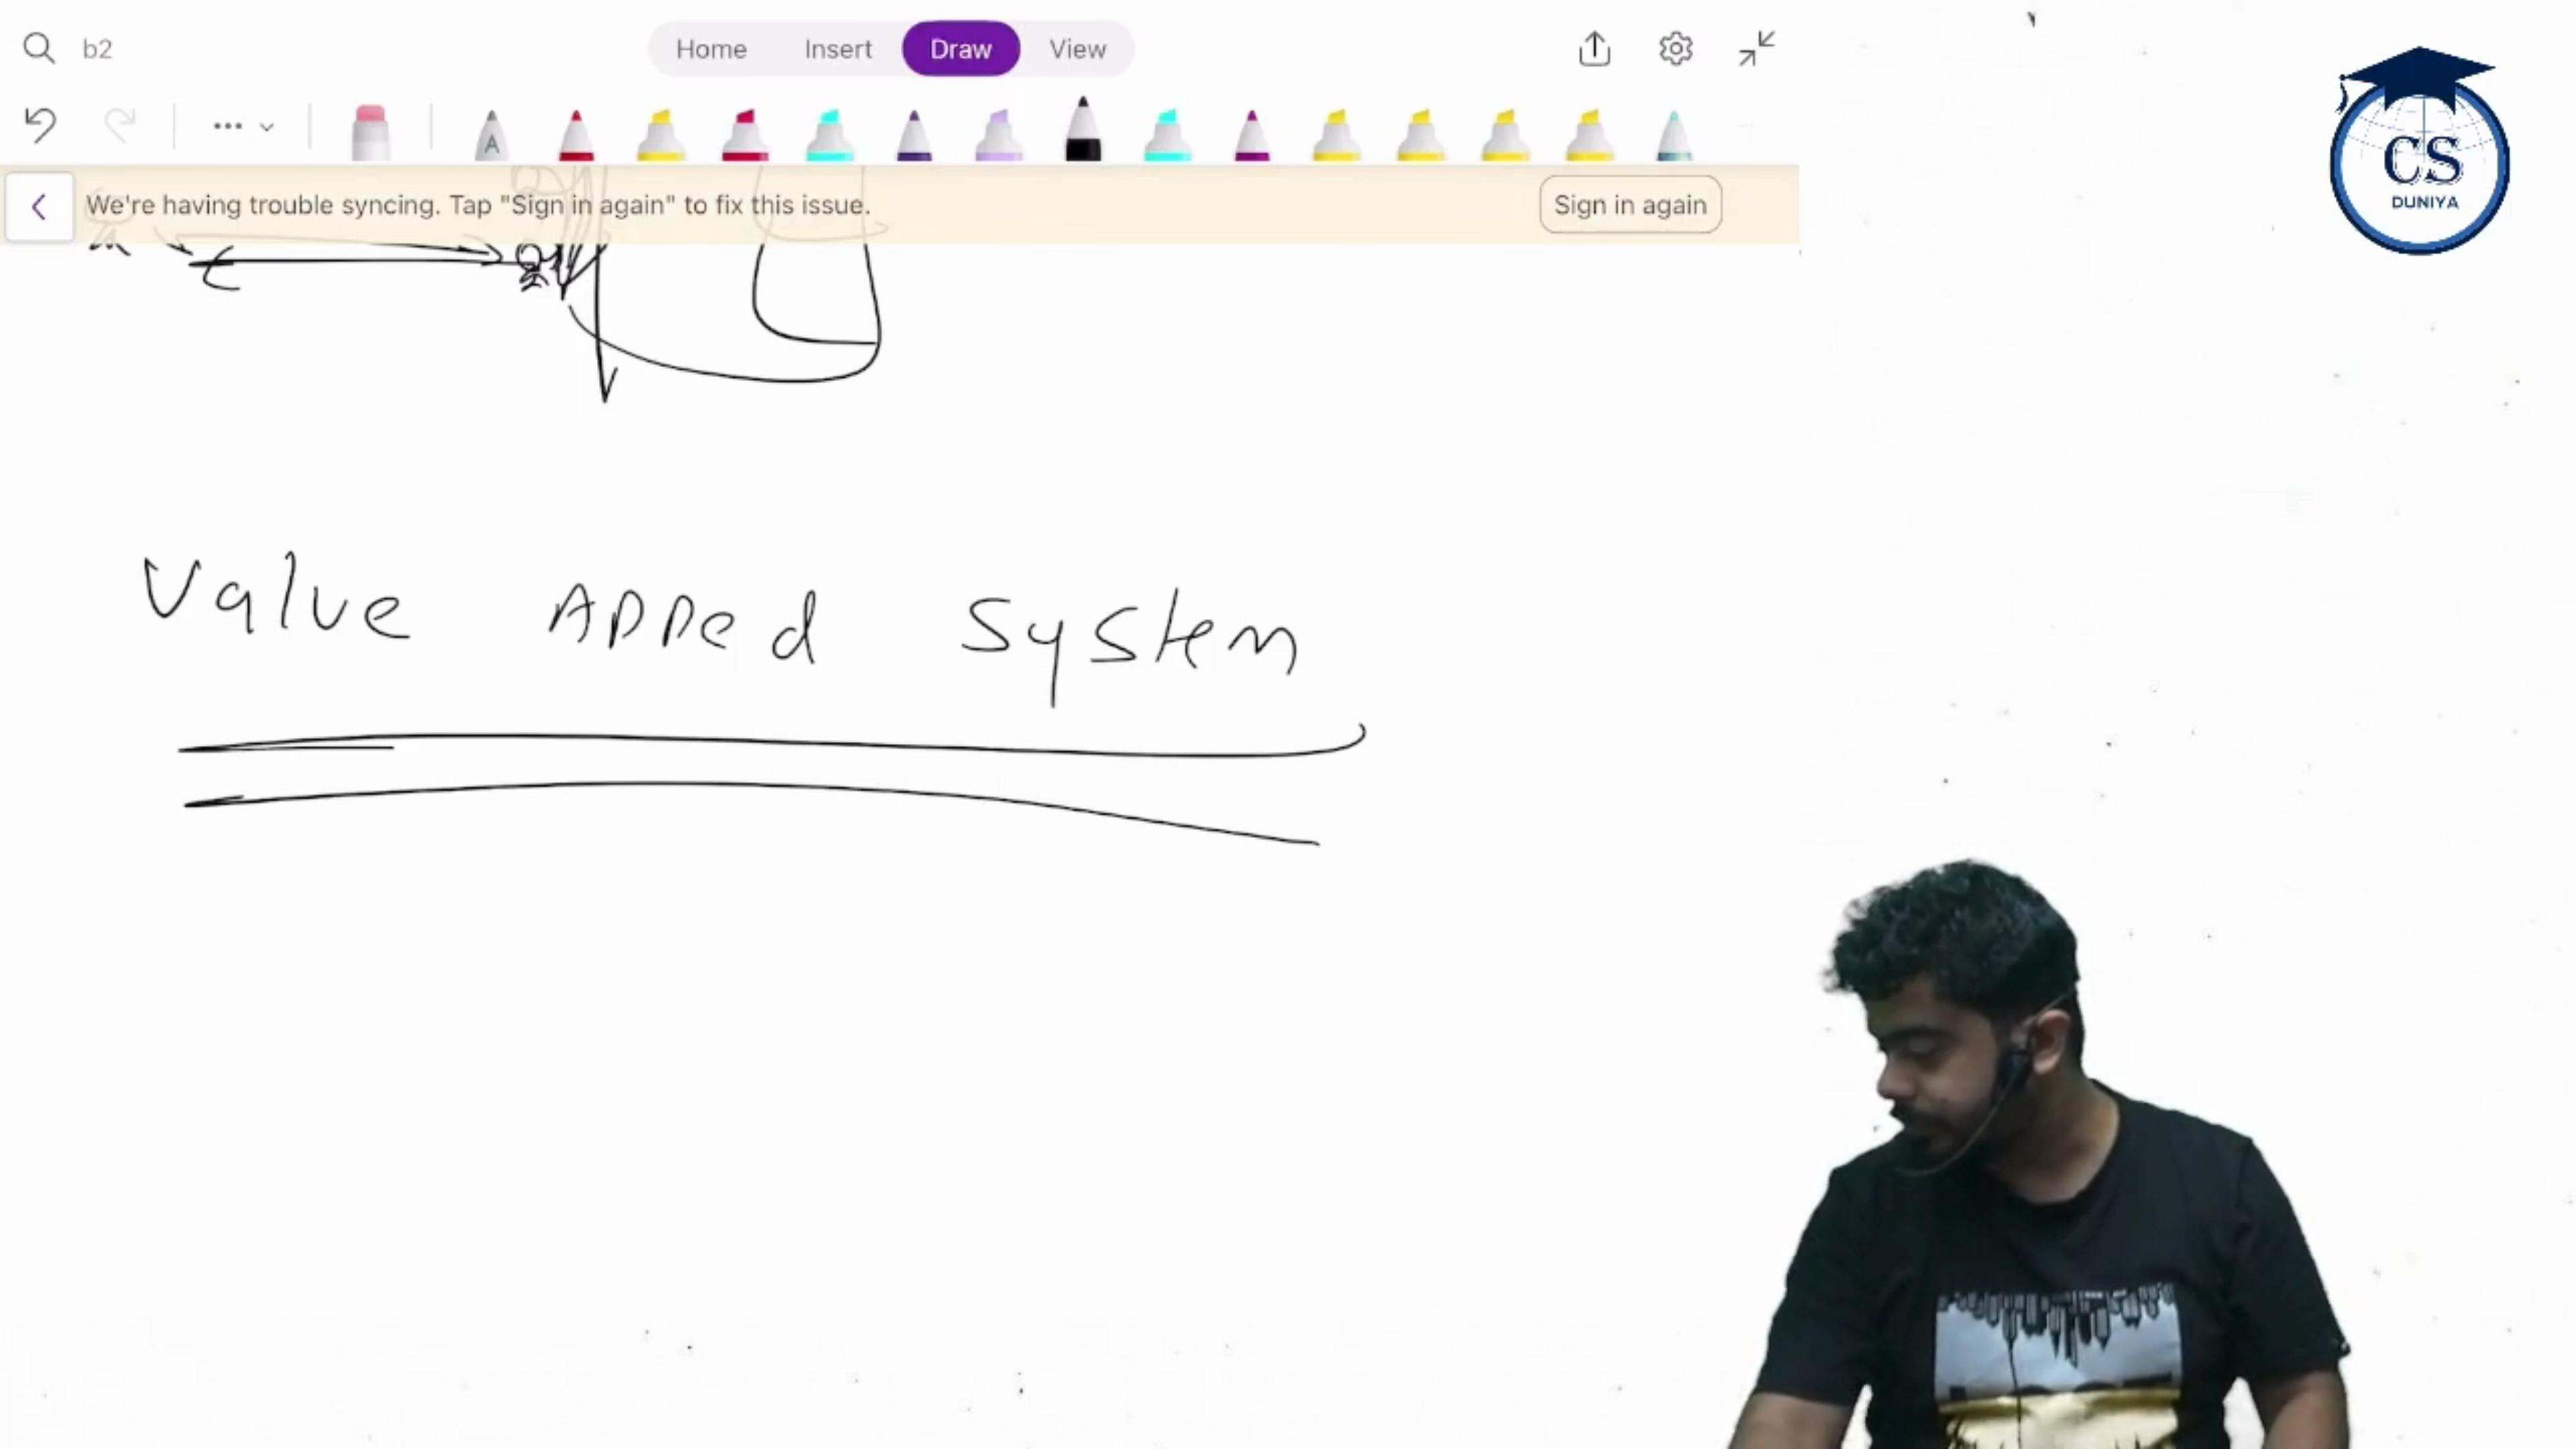 b2
Home Insert Draw View
A
We're having trouble syncing. Tap "Sign in again" to fix this issue.
Sign in again
CS
DUNIYA
Value ADDed System